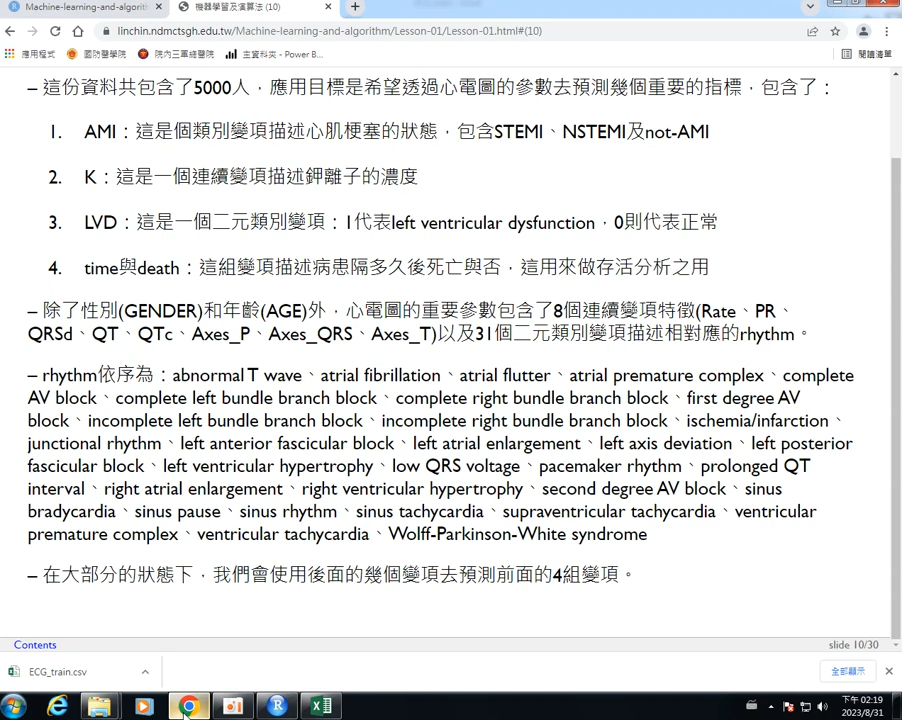 Machine-learning-and-algorith
機器學習及演算法 (10)
linchin.ndmctsgh.edu.tw/Machine-learning-and-algorithm/Lesson-01/Lesson-01.html#(10)
應用程式
國防醫學院
院內三軍總醫院
主資料夾 - Power B...
閱讀清單
– 這份資料共包含了5000人，應用目標是希望透過心電圖的參數去預測幾個重要的指標，包含了：
1. AMI：這是個類別變項描述心肌梗塞的狀態，包含STEMI、NSTEMI及not-AMI
2. K：這是一個連續變項描述鉀離子的濃度
3. LVD：這是一個二元類別變項：1代表left ventricular dysfunction，0則代表正常
4. time與death：這組變項描述病患隔多久後死亡與否，這用來做存活分析之用
– 除了性別(GENDER)和年齡(AGE)外，心電圖的重要參數包含了8個連續變項特徵(Rate、PR、
QRSd、QT、QTc、Axes_P、Axes_QRS、Axes_T)以及31個二元類別變項描述相對應的rhythm。
– rhythm依序為：abnormal T wave、atrial fibrillation、atrial flutter、atrial premature complex、complete
AV block、complete left bundle branch block、complete right bundle branch block、first degree AV
block、incomplete left bundle branch block、incomplete right bundle branch block、ischemia/infarction、
junctional rhythm、left anterior fascicular block、left atrial enlargement、left axis deviation、left posterior
fascicular block、left ventricular hypertrophy、low QRS voltage、pacemaker rhythm、prolonged QT
interval、right atrial enlargement、right ventricular hypertrophy、second degree AV block、sinus
bradycardia、sinus pause、sinus rhythm、sinus tachycardia、supraventricular tachycardia、ventricular
premature complex、ventricular tachycardia、Wolff-Parkinson-White syndrome
– 在大部分的狀態下，我們會使用後面的幾個變項去預測前面的4組變項。
Contents
slide 10/30
ECG_train.csv
全部顯示
下午 02:19
2023/8/31